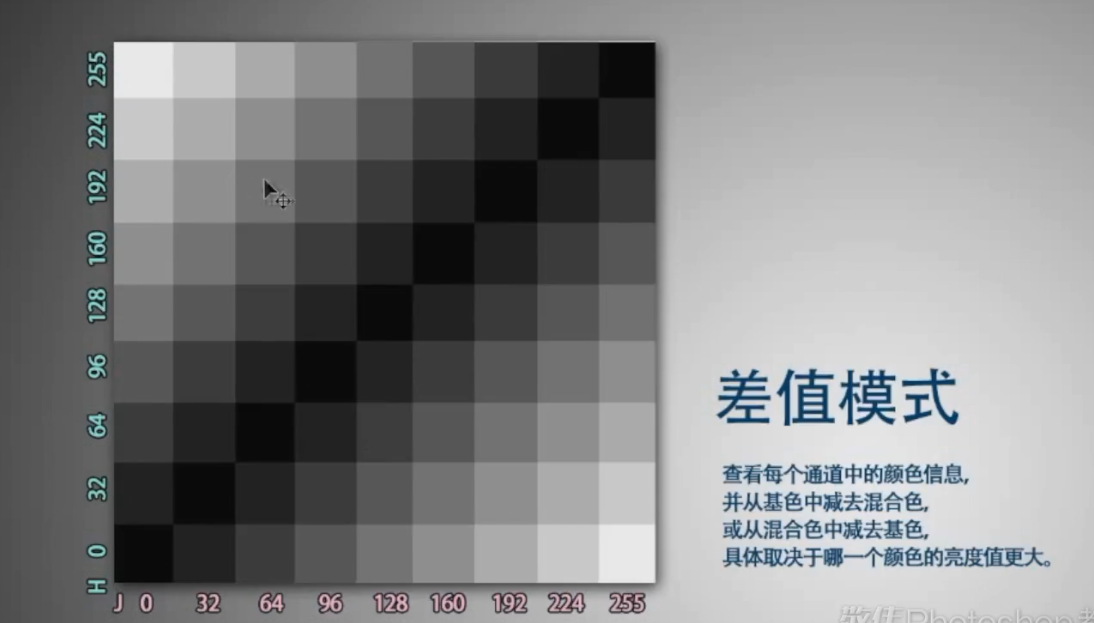 255
224
192
160
128
96
64
32
0
H
J 0 32 64 96 128 160 192 224 255
差值模式
查看每个通道中的颜色信息,
并从基色中减去混合色,
或从混合色中减去基色,
具体取决于哪一个颜色的亮度值更大。
Photoshop